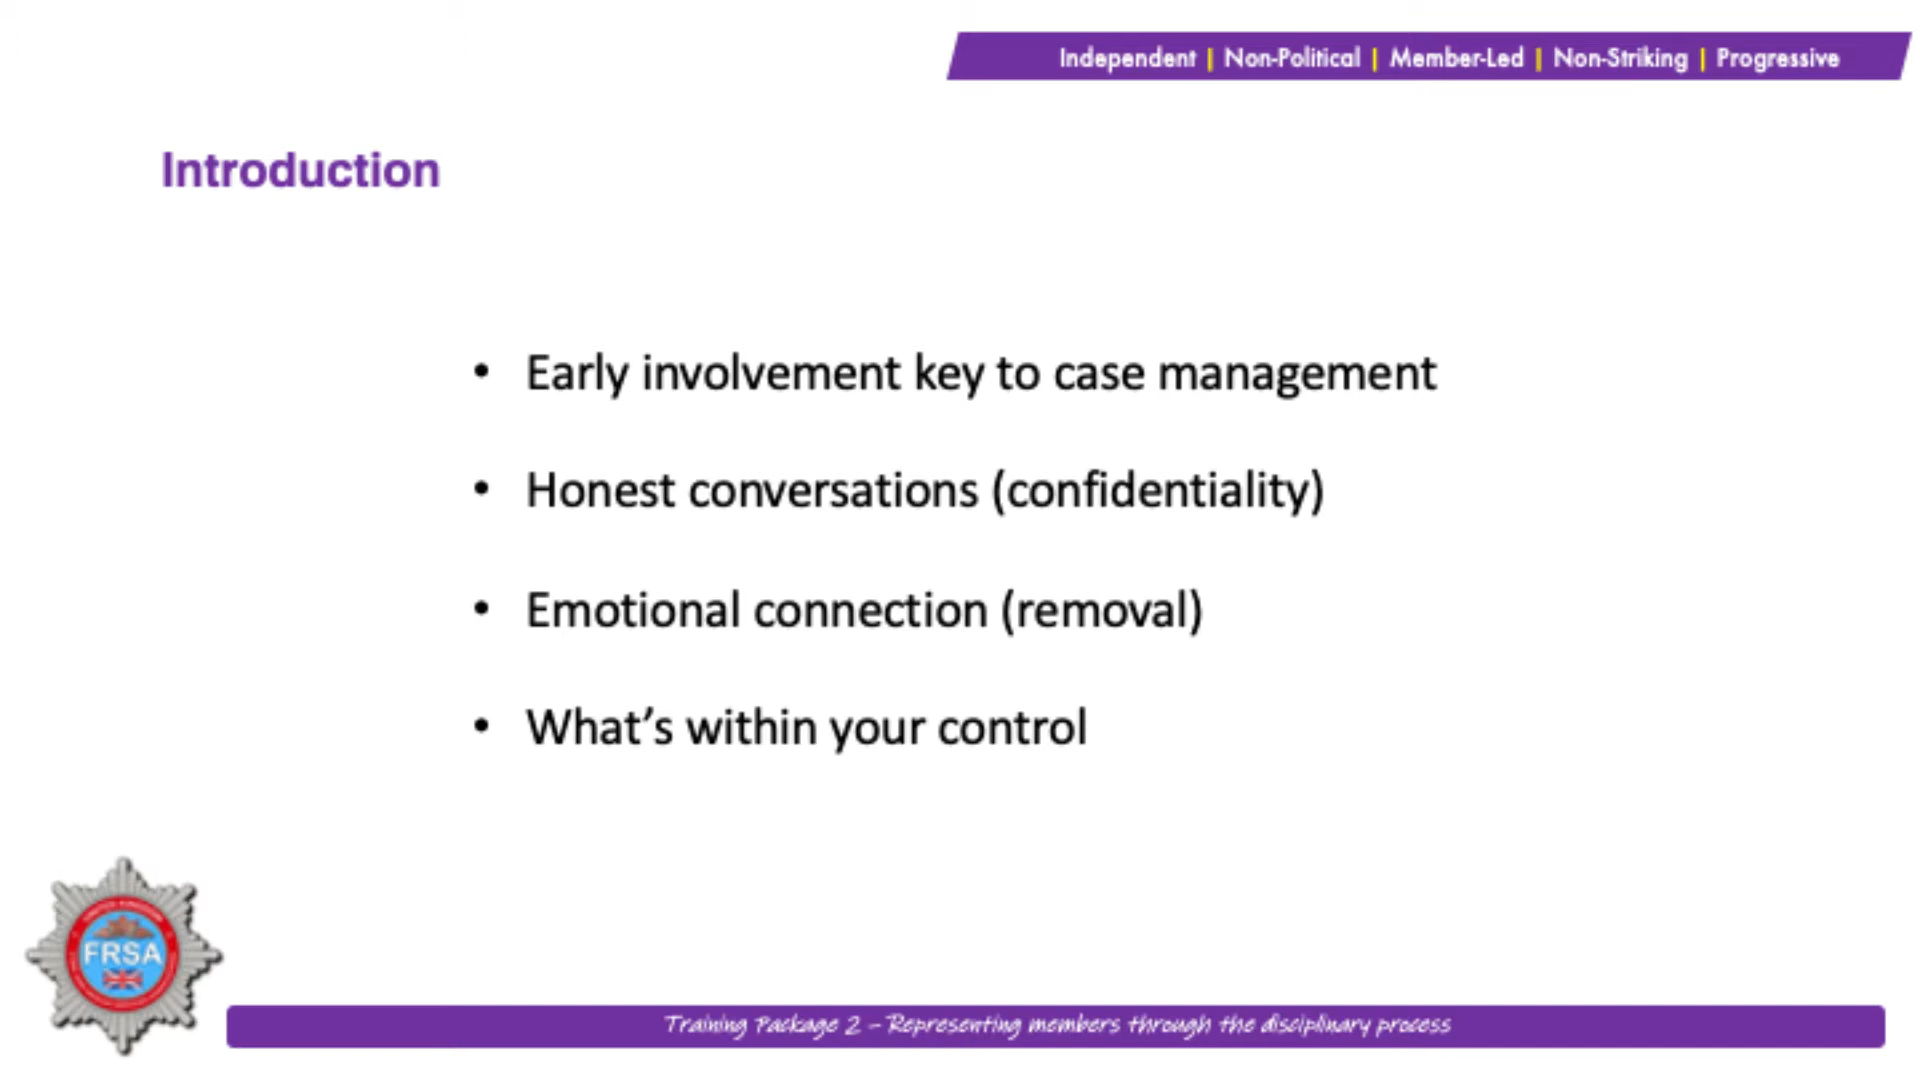 Independent | Non-Political | Member-Led | Non-Striking | Progressive
Introduction
• Early involvement key to case management
• Honest conversations (confidentiality)
• Emotional connection (removal)
• What’s within your control
FRSA
Training Package 2 – Representing members through the disciplinary process